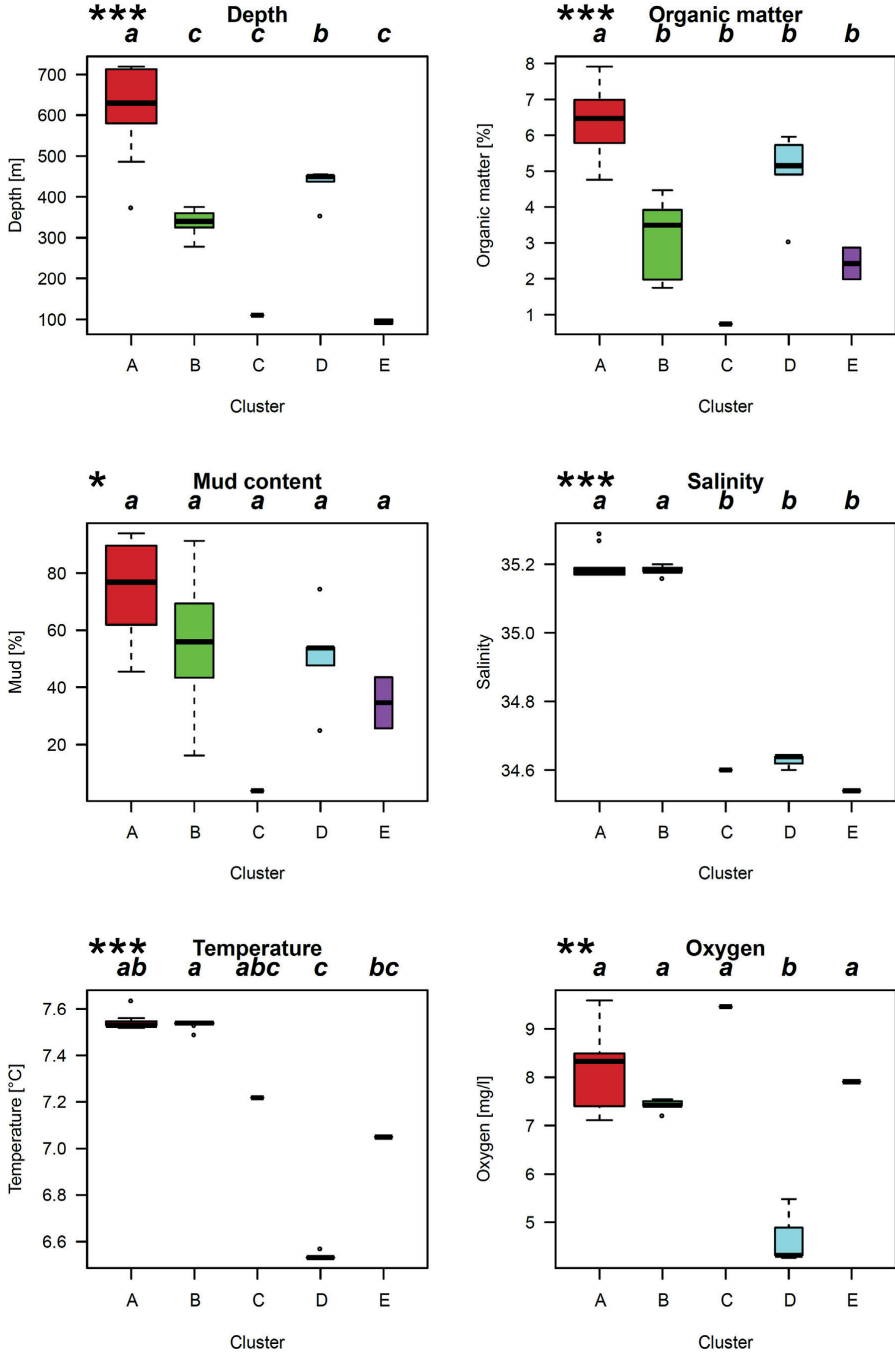 *** Depth
a c c b c
Depth [m]
700
600
500
400
300
200
100
A B C D E
Cluster
*** Organic matter
a b b b b
Organic matter [%]
8
7
6
5
4
3
2
1
A B C D E
Cluster
* Mud content
a a a a a
Mud [%]
80
60
40
20
A B C D E
Cluster
*** Salinity
a a b b b
Salinity
35.2
35.0
34.8
34.6
A B C D E
Cluster
*** Temperature
ab a abc c bc
Temperature [°C]
7.6
7.4
7.2
7.0
6.8
6.6
A B C D E
Cluster
** Oxygen
a a a b a
Oxygen [mg/l]
9
8
7
6
5
A B C D E
Cluster